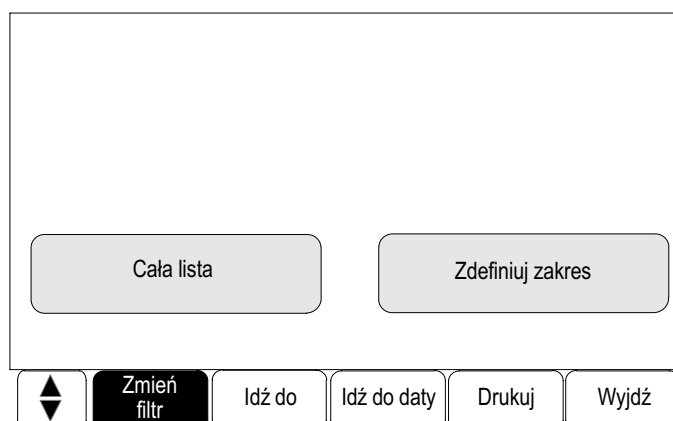 Cała lista
Zdefiniuj zakres
Zmień
filtr
Idź do
Idź do daty
Drukuj
Wyjdź